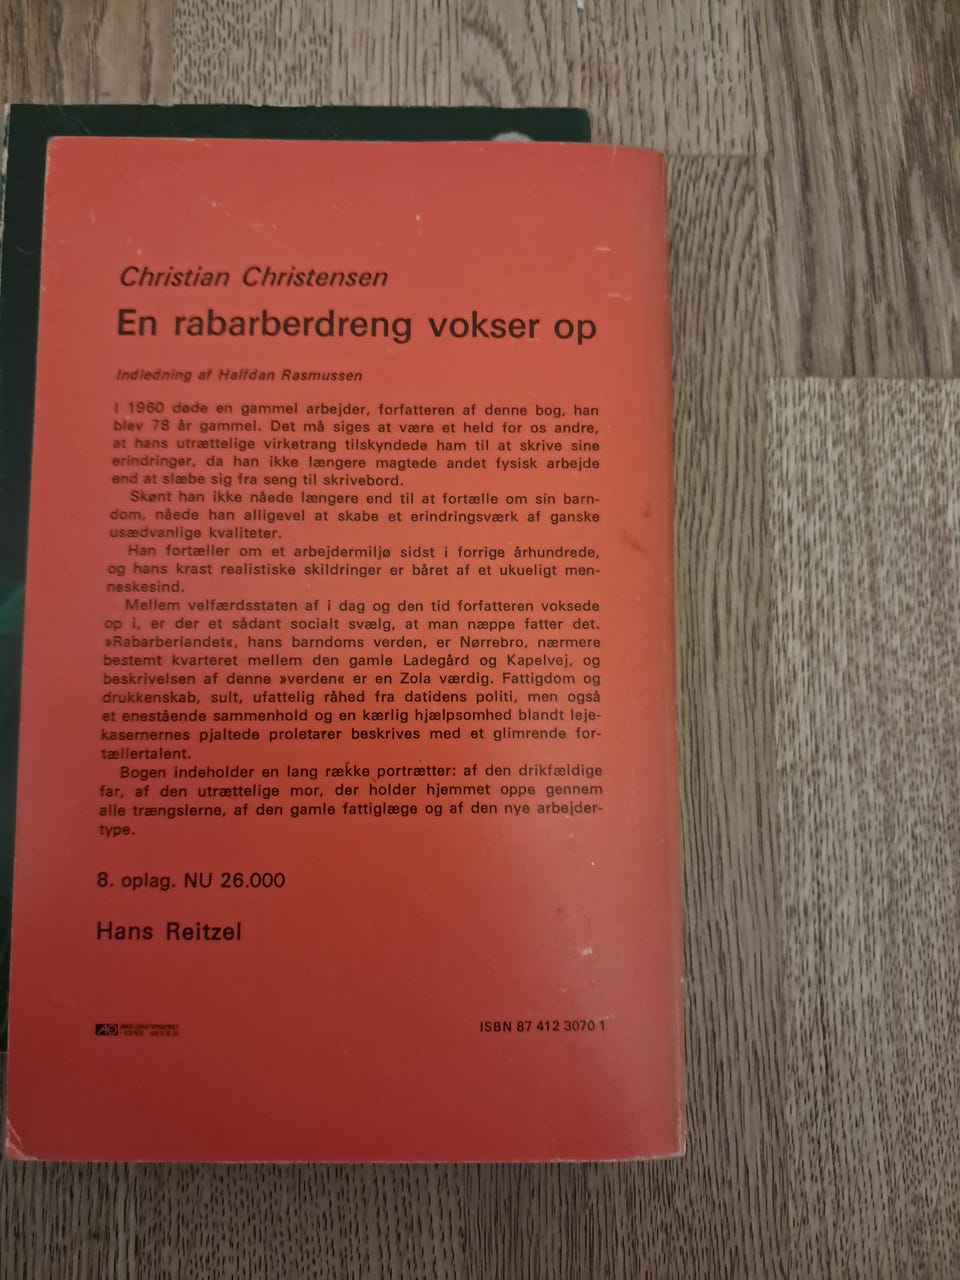 Christian Christensen
En rabarberdreng vokser op
Indledning af Halfdan Rasmussen
I 1960 døde en gammel arbejder, forfatteren af denne bog, han
blev 78 år gammel. Det må siges at være et held for os andre,
at hans utrættelige virketrang tilskyndede ham til at skrive sine
erindringer, da han ikke længere magtede andet fysisk arbejde
end at slæbe sig fra seng til skrivebord.
Skønt han ikke nåede længere end til at fortælle om sin barn-
dom, nåede han alligevel at skabe et erindringsværk af ganske
usædvanlige kvaliteter.
Han fortæller om et arbejdermiljø sidst i forrige århundrede,
og hans krast realistiske skildringer er båret af et ukueligt men-
neskesind.
Mellem velfærdsstaten af i dag og den tid forfatteren voksede
op i, er der et sådant socialt svælg, at man næppe fatter det.
»Rabarberlandet«, hans barndoms verden, er Nørrebro, nærmere
bestemt kvarteret mellem den gamle Ladegård og Kapelvej, og
beskrivelsen af denne »verden« er en Zola værdig. Fattigdom og
drukkenskab, sult, ufattelig råhed fra datidens politi, men også
et enestående sammenhold og en kærlig hjælpsomhed blandt leje-
kasernernes pjaltede proletarer beskrives med et glimrende for-
tællertalent.
Bogen indeholder en lang række portrætter: af den drikfældige
far, af den utrættelige mor, der holder hjemmet oppe gennem
alle trængslerne, af den gamle fattiglæge og af den nye arbejder-
type.
8. oplag. NU 26.000
Hans Reitzel
AO
ISBN 87 412 3070 1